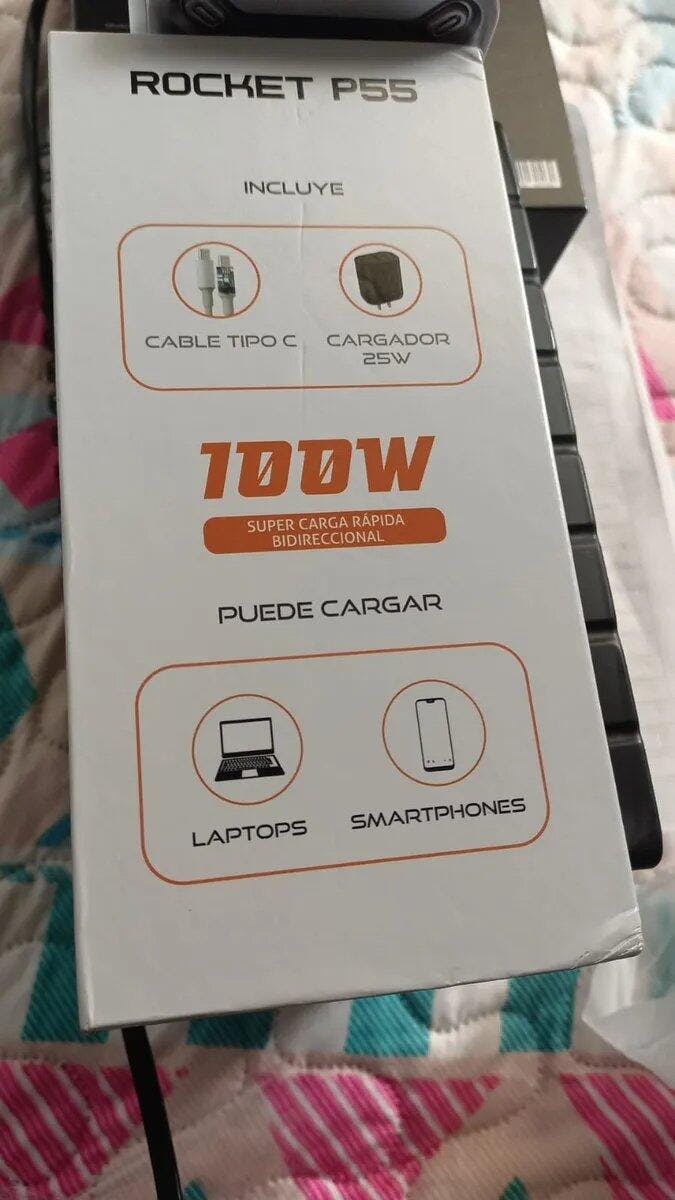 ROCKET P55
INCLUYE
CABLE TIPO C
CARGADOR
25W
100W
SUPER CARGA RÁPIDA
BIDIRECCIONAL
PUEDE CARGAR
LAPTOPS
SMARTPHONES